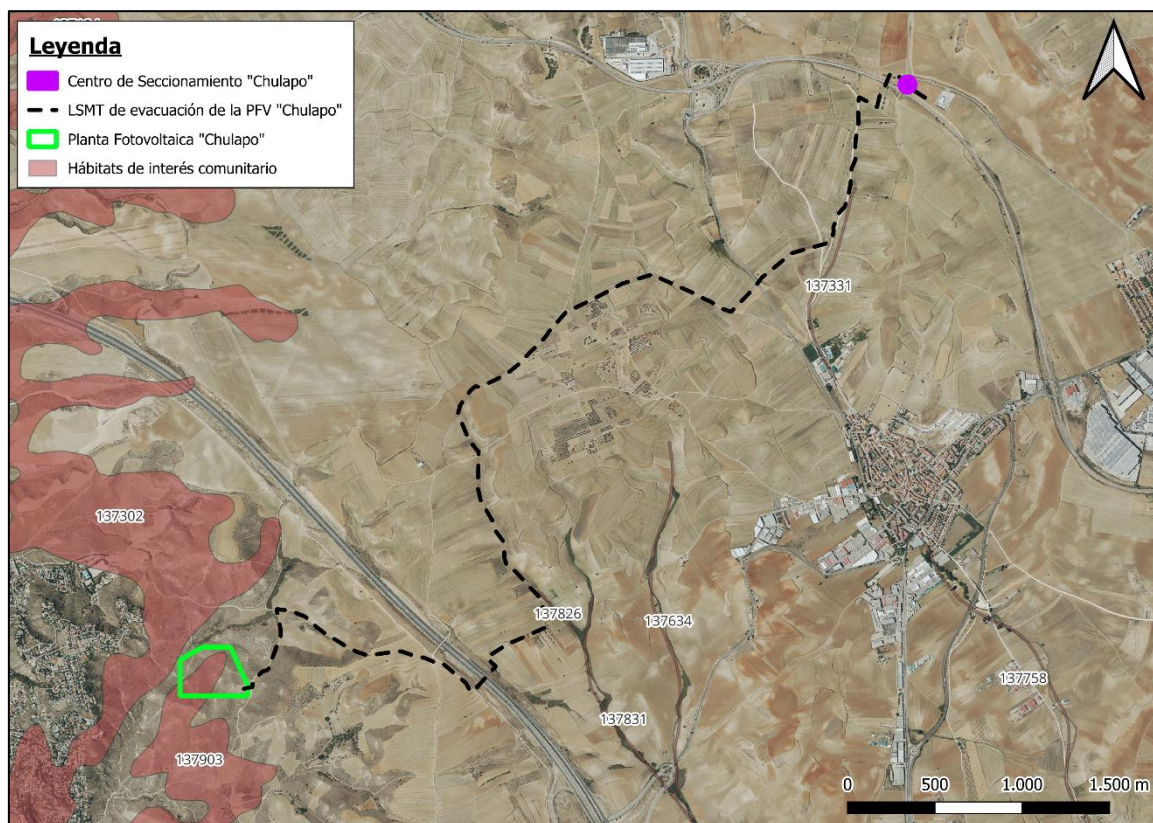 Leyenda
Centro de Seccionamiento "Chulapo"
LSMT de evacuación de la PFV "Chulapo"
Planta Fotovoltaica "Chulapo"
Hábitats de interés comunitario
137331
137302
137826
137634
137758
137831
137903
0 500 1.000 1.500 m